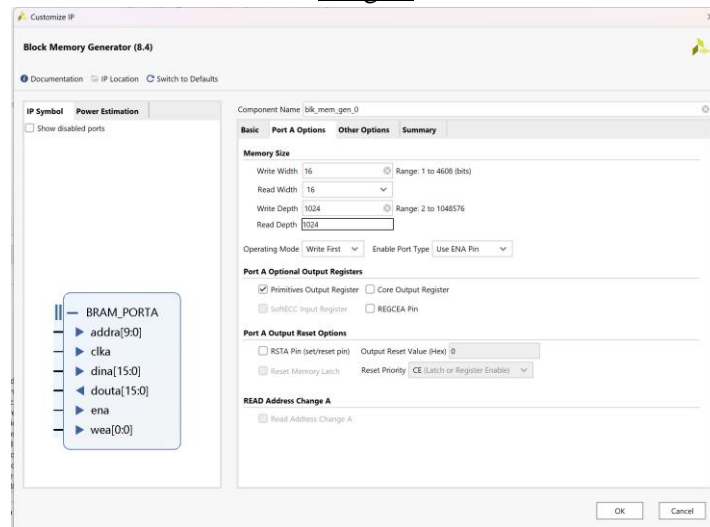 Customize IP
Block Memory Generator (8.4)
Documentation IP Location Switch to Defaults
IP Symbol Power Estimation
Show disabled ports
BRAM_PORTA
addra[9:0]
clka
dina[15:0]
douta[15:0]
ena
wea[0:0]
Component Name blk_mem_gen_0
Basic Port A Options Other Options Summary
Memory Size
Write Width 16 Range: 1 to 4608 (bits)
Read Width 16
Write Depth 1024 Range: 2 to 1048576
Read Depth 1024
Operating Mode Write First Enable Port Type Use ENA Pin
Port A Optional Output Registers
Primitives Output Register Core Output Register
SoftECC Input Register REGCEA Pin
Port A Output Reset Options
RSTA Pin (set/reset pin) Output Reset Value (Hex) 0
Reset Memory Latch Reset Priority CE (Latch or Register Enable)
READ Address Change A
Read Address Change A
OK Cancel